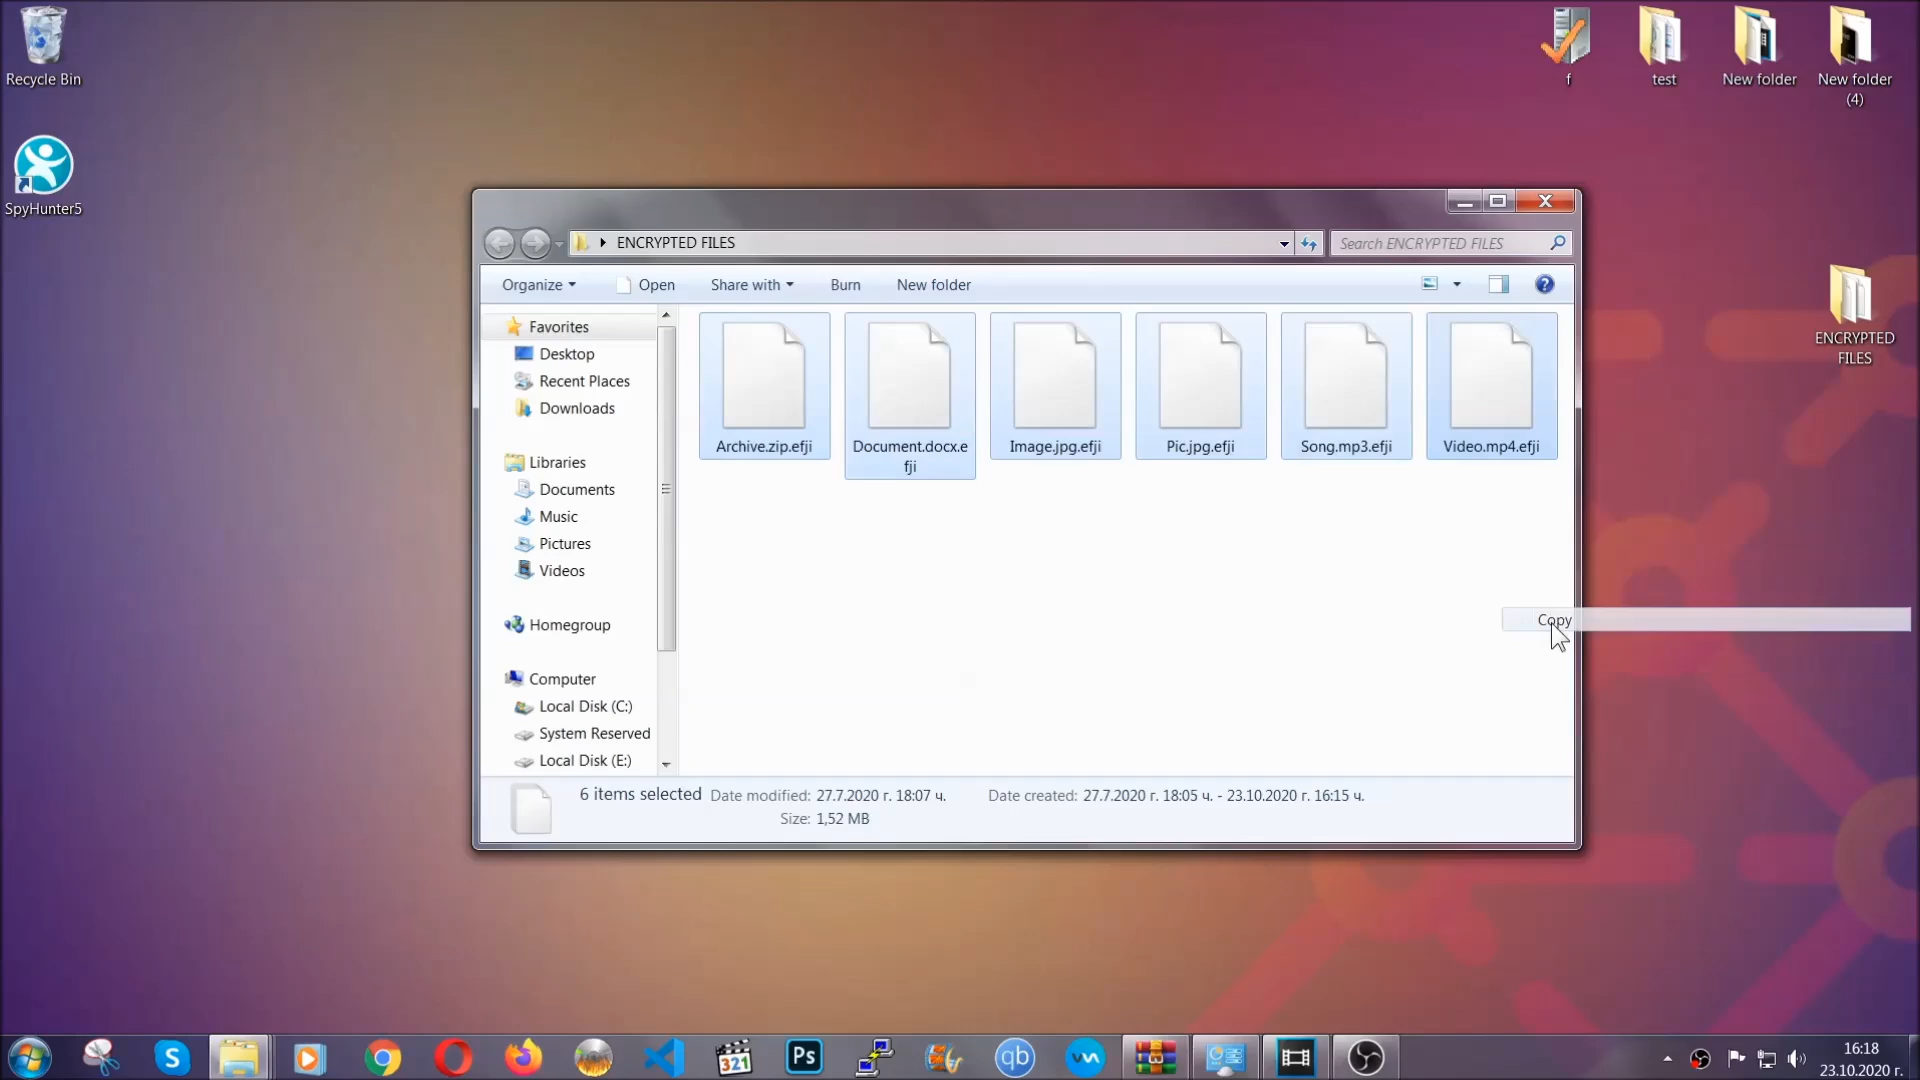 Recycle Bin
SpyHunter5
f
test
New folder
New folder
(4)
ENCRYPTED
FILES
ENCRYPTED FILES
Search ENCRYPTED FILES
Organize
Open
Share with
Burn
New folder
Favorites
Desktop
Recent Places
Downloads
Libraries
Documents
Music
Pictures
Videos
Homegroup
Computer
Local Disk (C:)
System Reserved
Local Disk (E:)
Archive.zip.efji
Document.docx.e
fji
Image.jpg.efji
Pic.jpg.efji
Song.mp3.efji
Video.mp4.efji
Copy
6 items selected
Date modified: 27.7.2020 г. 18:07 ч.
Date created: 27.7.2020 г. 18:05 ч. - 23.10.2020 г. 16:15 ч.
Size: 1,52 MB
S
321
Ps
qb
16:18
23.10.2020 г.